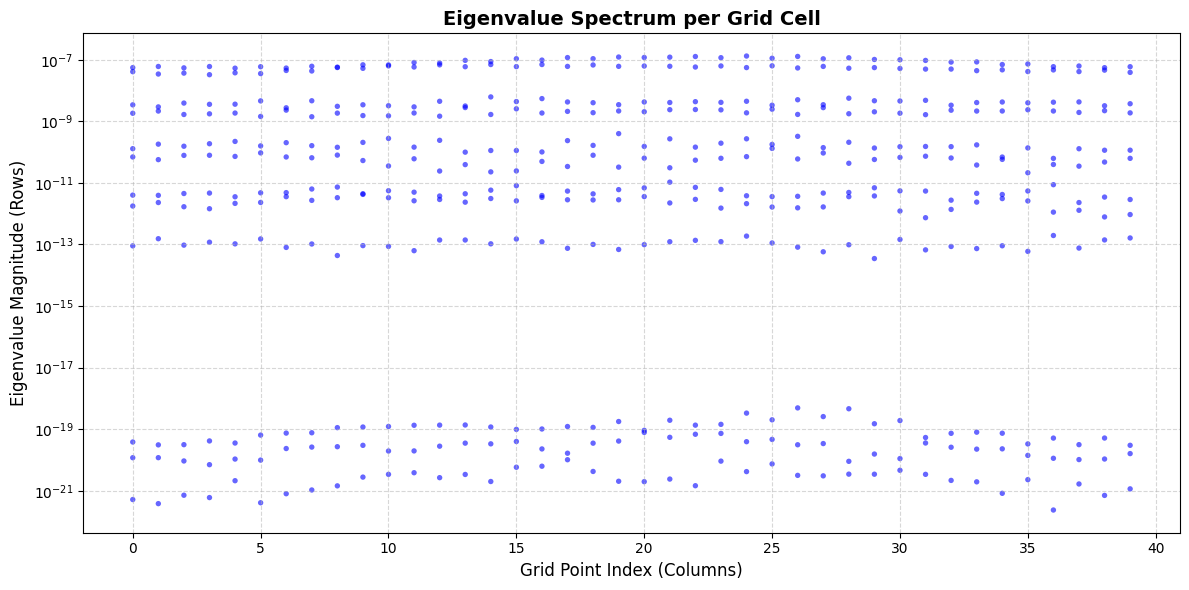 Eigenvalue Spectrum per Grid Cell
Eigenvalue Magnitude (Rows)
10⁻⁷
10⁻⁹
10⁻¹¹
10⁻¹³
10⁻¹⁵
10⁻¹⁷
10⁻¹⁹
10⁻²¹
0 5 10 15 20 25 30 35 40
Grid Point Index (Columns)